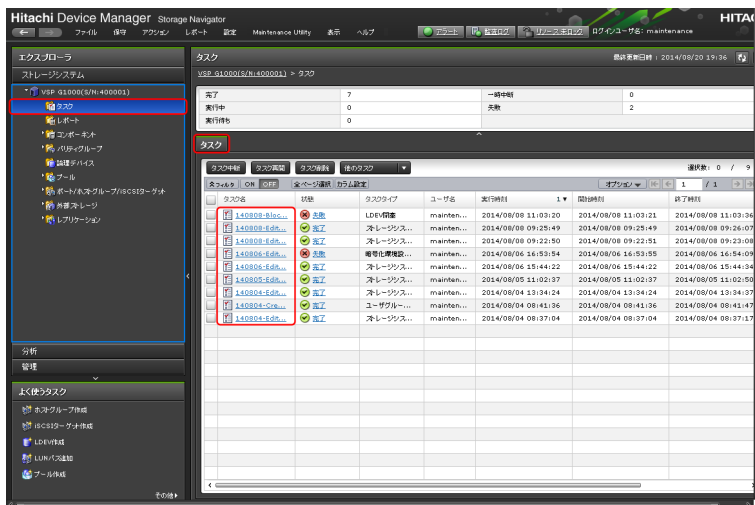 Hitachi Device Manager Storage Navigator
HITAC
ファイル 保守 アクション レポート 設定 Maintenance Utility 表示 ヘルプ
アラート 監査ログ リソースロック ログインユーザ名: maintenance
エクスプローラ
ストレージシステム
VSP G1000(S/N:400001)
タスク
レポート
コンポーネント
パリティグループ
論理デバイス
プール
ポート/ホストグループ/iSCSIターゲット
外部ストレージ
レプリケーション
分析
管理
よく使うタスク
ホストグループ作成
iSCSIターゲット作成
LDEV作成
LUNパス追加
プール作成
その他
タスク
最終更新日時 : 2014/08/20 19:36
VSP G1000(S/N:400001) > タスク
完了 7 一時中断 0
実行中 0 失敗 2
実行待ち 0
タスク
タスク中断 タスク再開 タスク削除 他のタスク 選択数: 0 / 9
フィルタ ON OFF 全ページ選択 カラム設定 オプション 1 / 1
タスク名 状態 タスクタイプ ユーザ名 実行時刻 1 開始時刻 終了時刻
140808-Bloc... 失敗 LDEV閉塞 mainten... 2014/08/08 11:03:20 2014/08/08 11:03:21 2014/08/08 11:03:36
140808-Edit... 完了 ストレージシス... mainten... 2014/08/08 09:25:49 2014/08/08 09:25:49 2014/08/08 09:26:07
140808-Edit... 完了 ストレージシス... mainten... 2014/08/08 09:22:50 2014/08/08 09:22:51 2014/08/08 09:23:08
140806-Edit... 失敗 暗号化環境設... mainten... 2014/08/06 16:53:54 2014/08/06 16:53:55 2014/08/06 16:54:09
140806-Edit... 完了 ストレージシス... mainten... 2014/08/06 15:44:22 2014/08/06 15:44:22 2014/08/06 15:44:34
140805-Edit... 完了 ストレージシス... mainten... 2014/08/05 11:02:37 2014/08/05 11:02:37 2014/08/05 11:02:50
140804-Edit... 完了 ストレージシス... mainten... 2014/08/04 13:34:24 2014/08/04 13:34:24 2014/08/04 13:34:37
140804-Cre... 完了 ユーザグルー... mainten... 2014/08/04 08:41:36 2014/08/04 08:41:36 2014/08/04 08:41:47
140804-Edit... 完了 ストレージシス... mainten... 2014/08/04 08:37:04 2014/08/04 08:37:04 2014/08/04 08:37:17